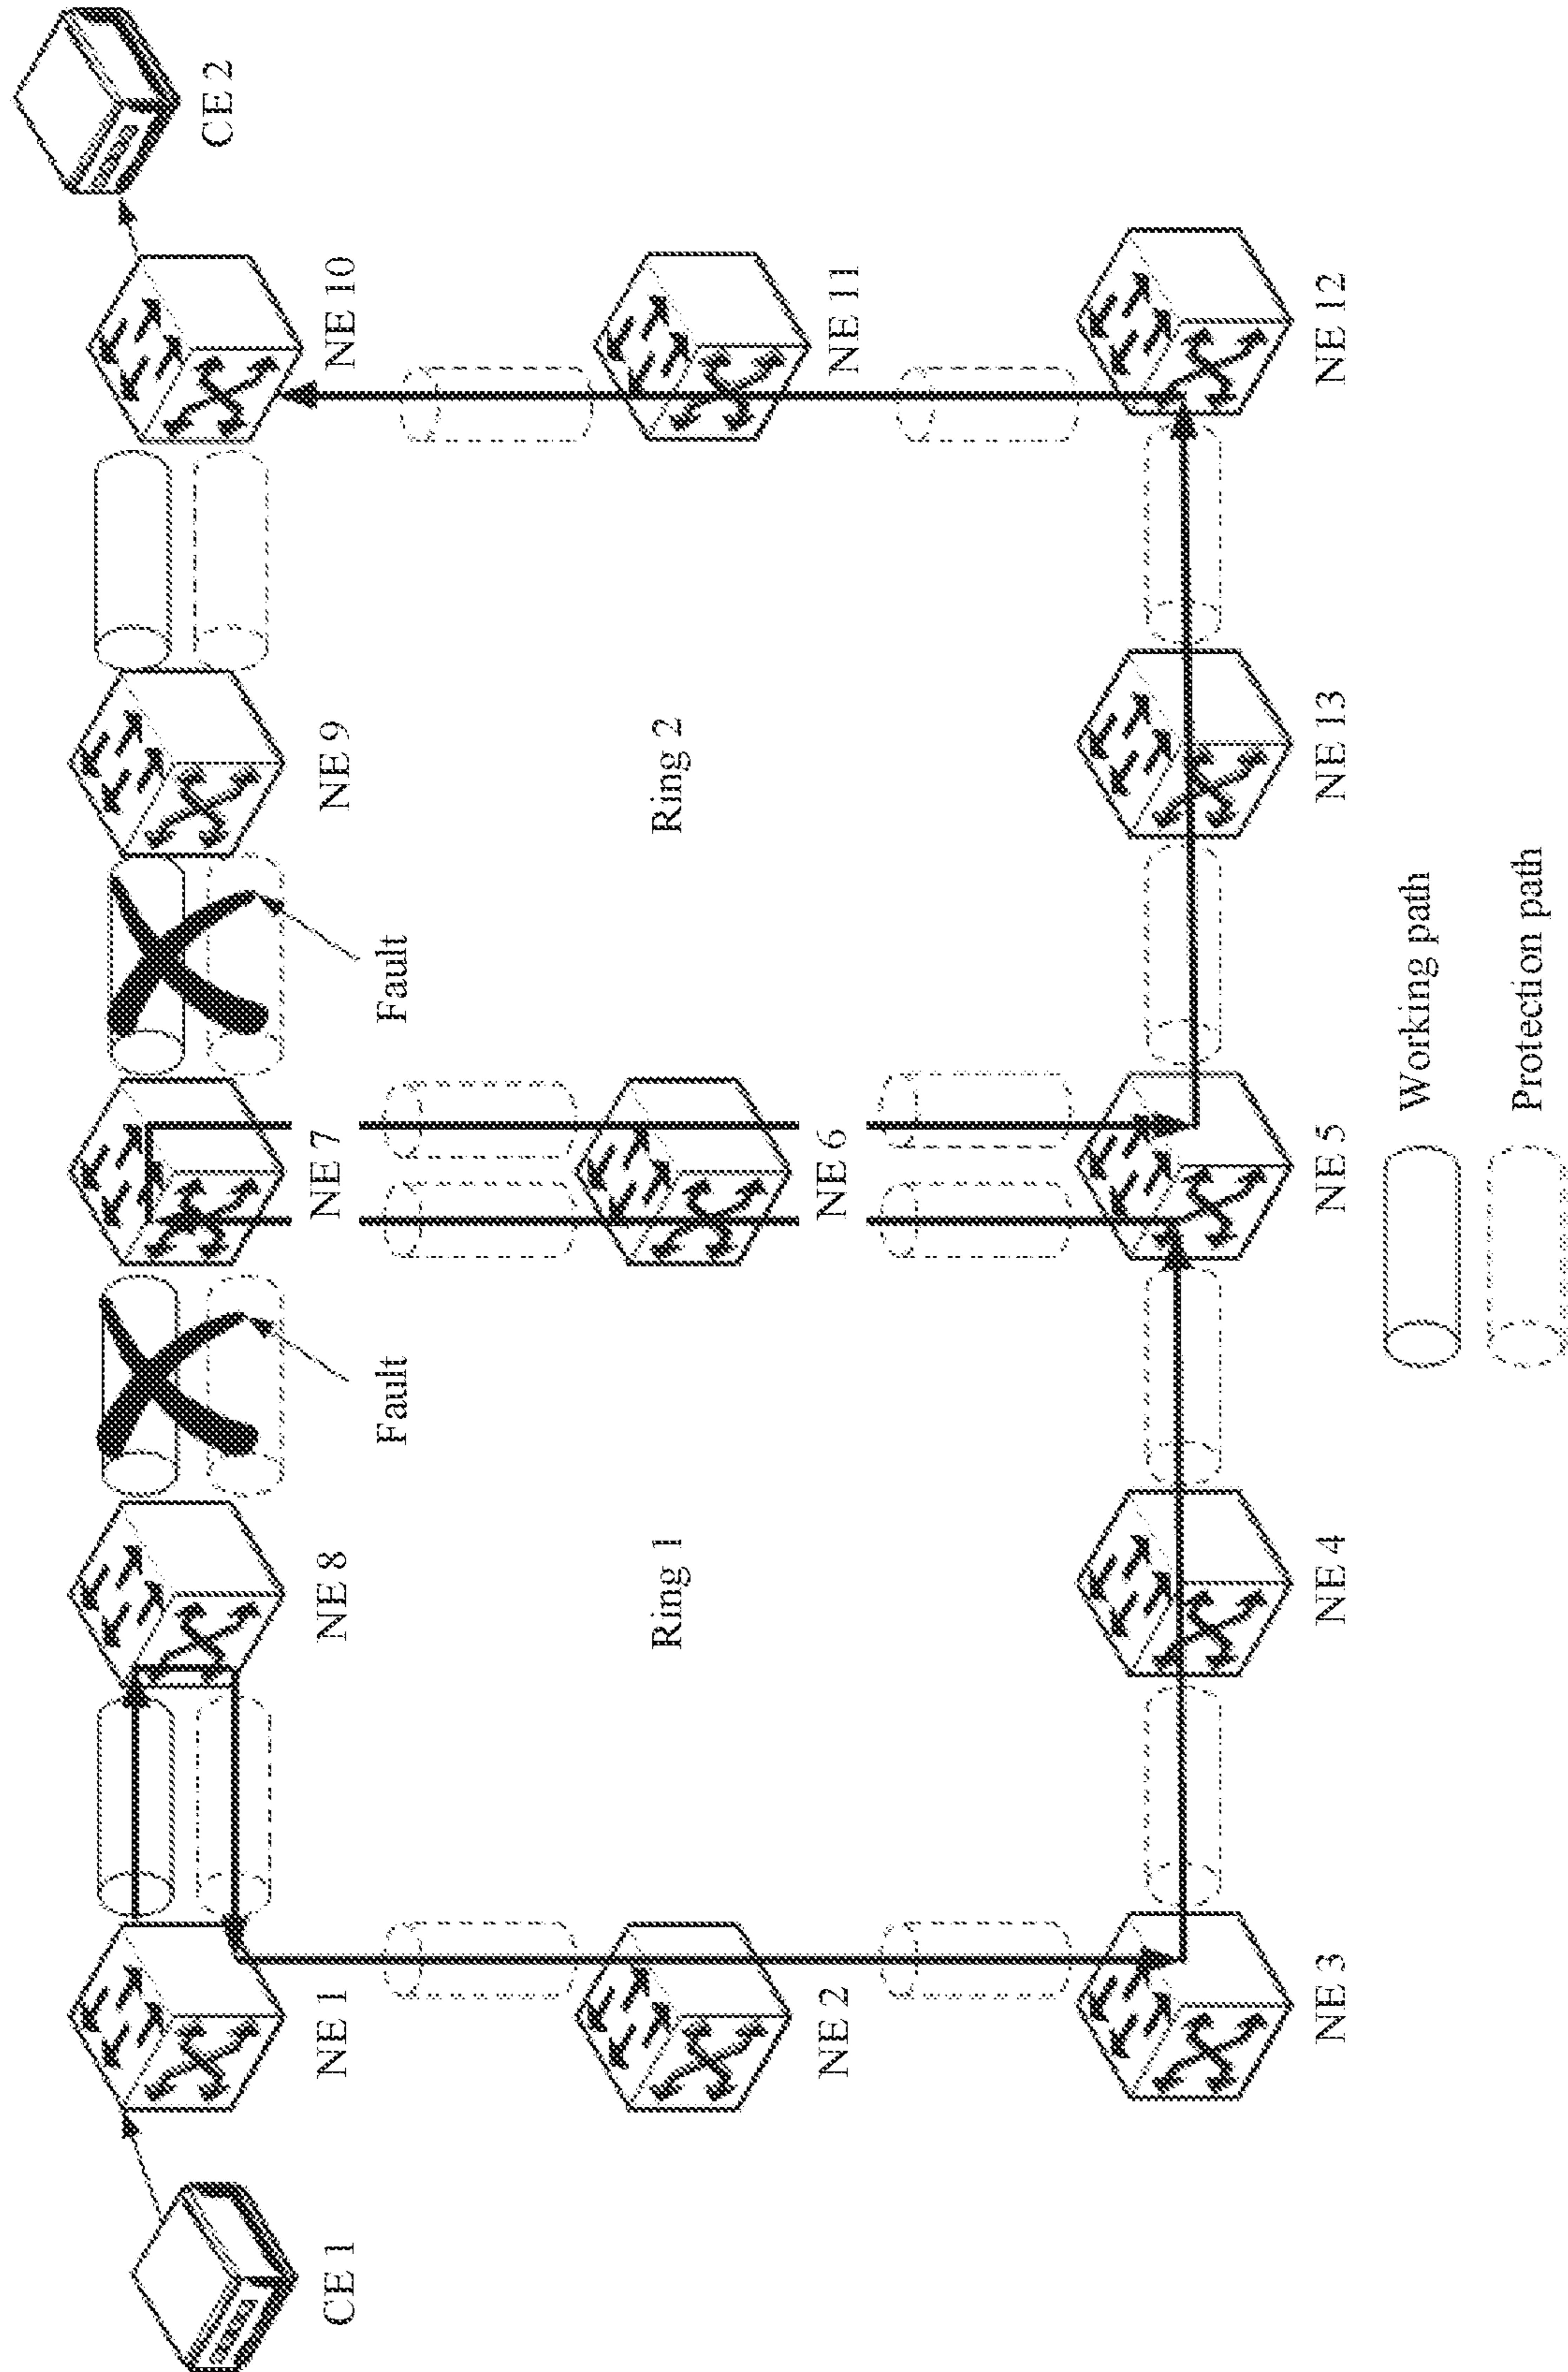 CE 1
NE 1
NE 8
Fault
NE 7
Fault
NE 9
NE 10
CE 2
NE 2
Ring 1
NE 6
Ring 2
NE 11
NE 3
NE 4
NE 5
NE 13
NE 12
Working path
Protection path